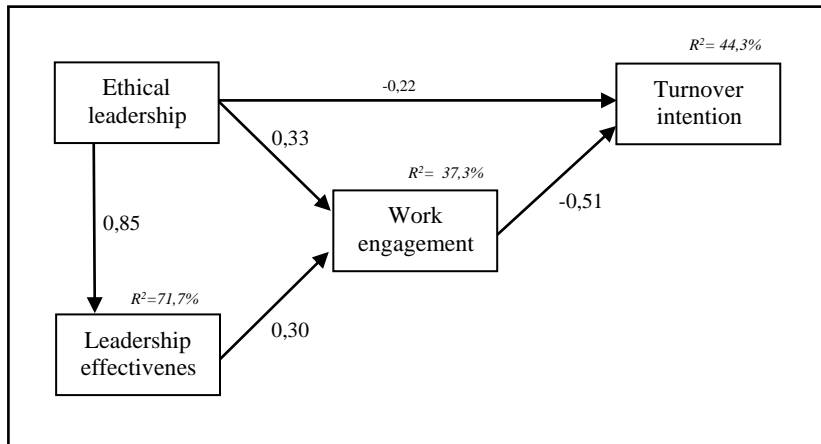 R²= 44,3%
Ethical
leadership
-0,22
Turnover
intention
0,33
R²= 37,3%
Work
engagement
-0,51
0,85
R²=71,7%
Leadership
effectivenes
0,30